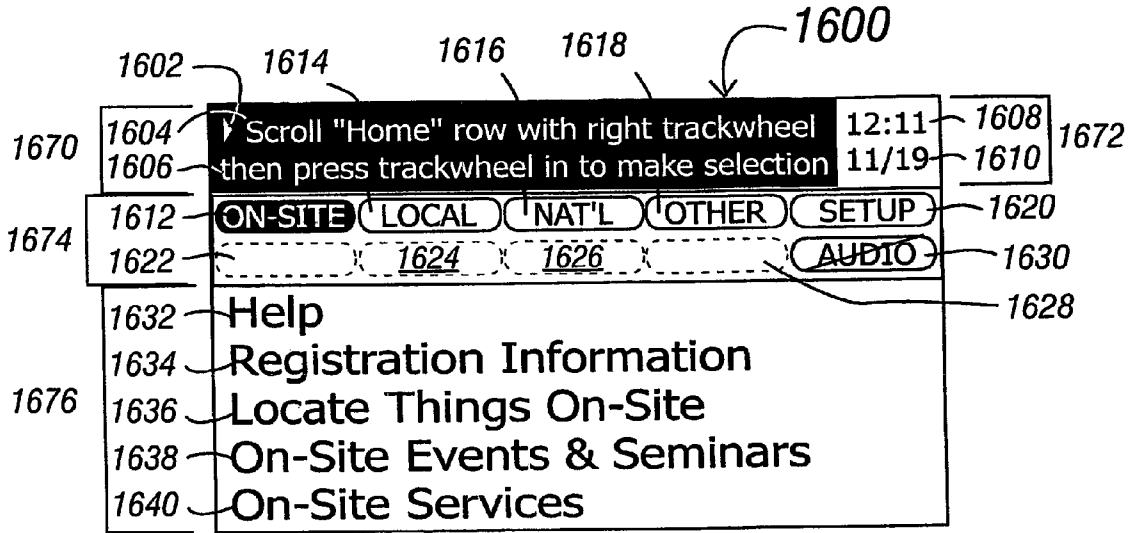 1600
1602 1614 1616 1618
1670 1604 Scroll "Home" row with right trackwheel 12:11 1608 1672
1606 then press trackwheel in to make selection 11/19 1610
1674 1612 ON-SITE LOCAL NAT'L OTHER SETUP 1620
1622 1624 1626 AUDIO 1630
1628
1632 Help
1634 Registration Information
1676 1636 Locate Things On-Site
1638 On-Site Events & Seminars
1640 On-Site Services